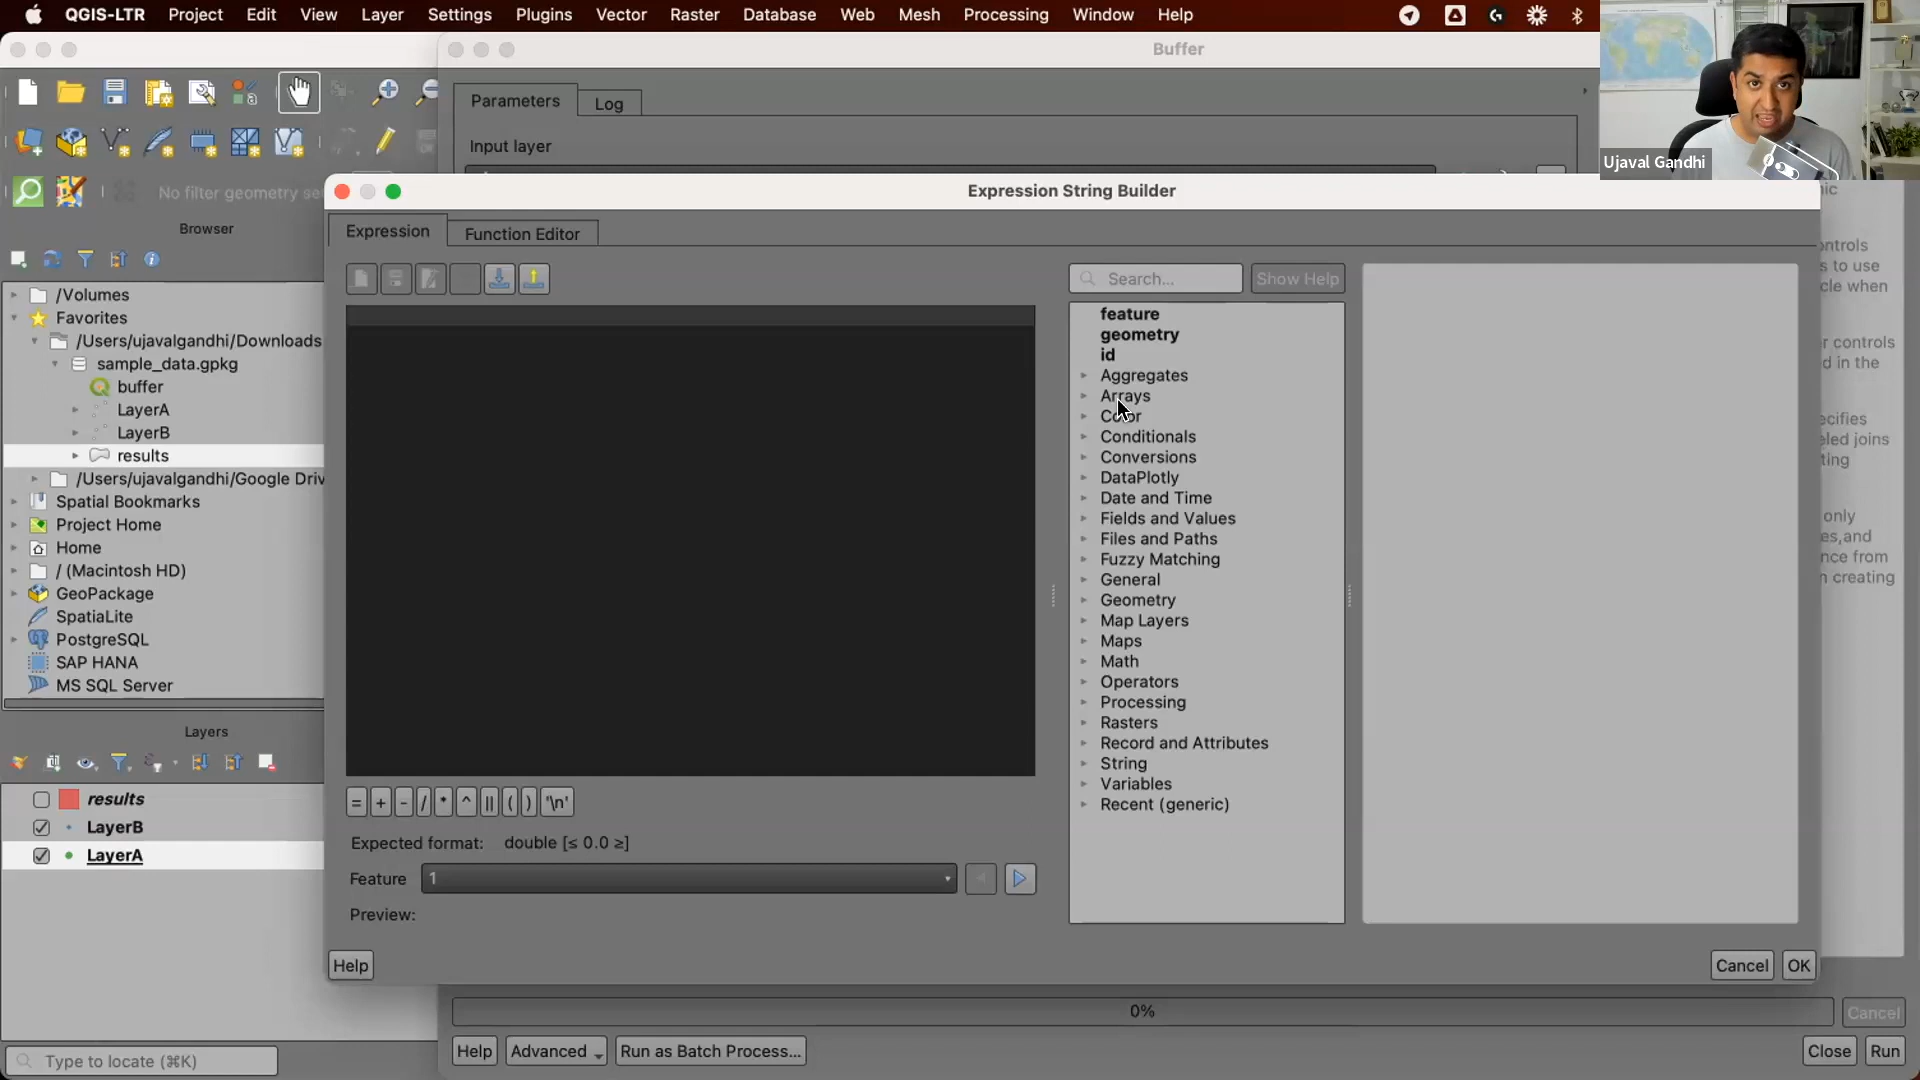 QGIS-LTR Project Edit View Layer Settings Plugins Vector Raster Database Web Mesh Processing Window Help
Buffer
Parameters
Log
Input layer
Ujaval Gandhi
No filter geometry se
Expression String Builder
Browser
Expression
Function Editor
Search...
Show Help
/Volumes
Favorites
/Users/ujavalgandhi/Downloads
sample_data.gpkg
buffer
LayerA
LayerB
results
/Users/ujavalgandhi/Google Driv
Spatial Bookmarks
Project Home
Home
/ (Macintosh HD)
GeoPackage
SpatiaLite
PostgreSQL
SAP HANA
MS SQL Server
feature
geometry
id
Aggregates
Arrays
Color
Conditionals
Conversions
DataPlotly
Date and Time
Fields and Values
Files and Paths
Fuzzy Matching
General
Geometry
Map Layers
Maps
Math
Operators
Processing
Rasters
Record and Attributes
String
Variables
Recent (generic)
nic
ontrols
s to use
cle when
r controls
d in the
ecifies
eled joins
ting
only
es,and
nce from
n creating
Layers
results
LayerB
LayerA
= + - / * ^ || ( ) '\n'
Expected format: double [≤ 0.0 ≥]
Feature 1
Preview:
Help
Cancel OK
0%
Cancel
Help Advanced Run as Batch Process...
Close Run
Type to locate (⌘K)